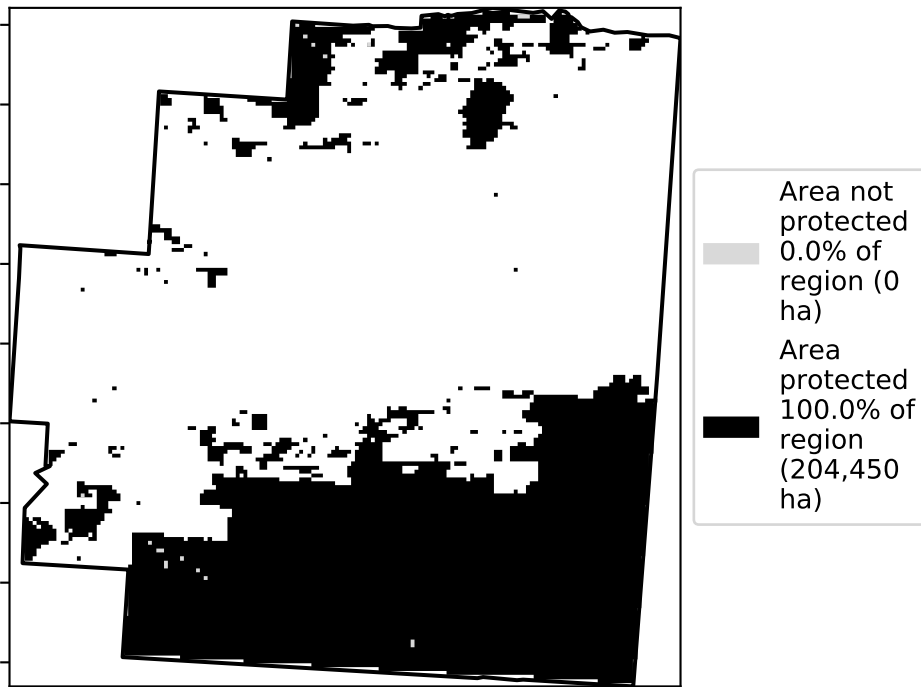 Area not
protected
0.0% of
region (0
ha)
Area
protected
100.0% of
region
(204,450
ha)